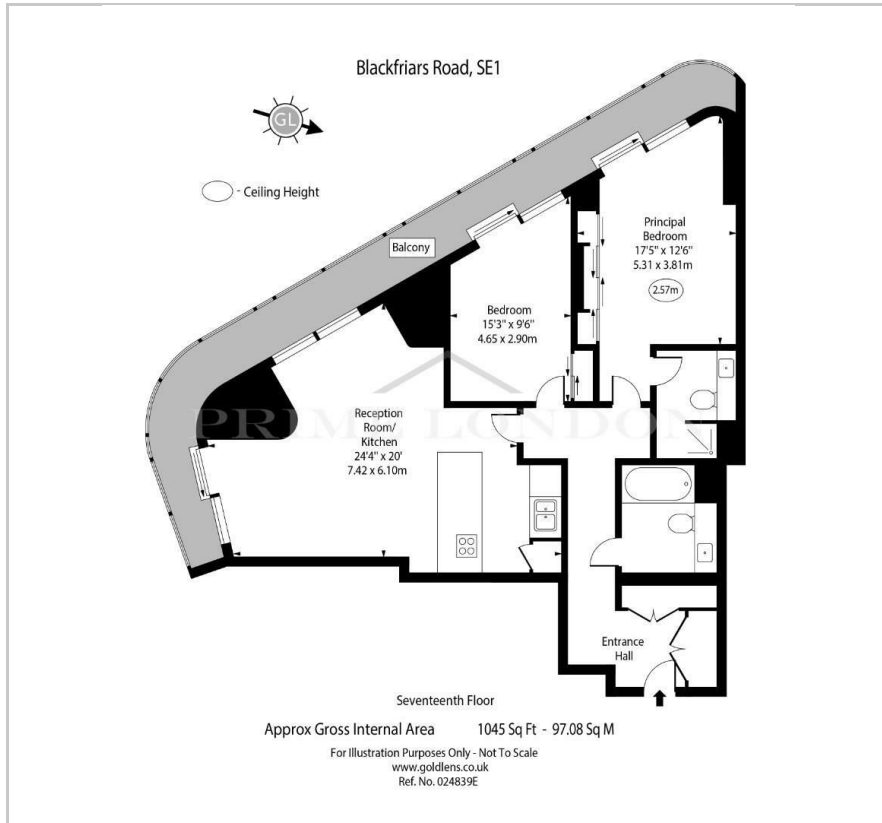 Blackfriars Road, SE1
GL
- Ceiling Height
Balcony
Principal
Bedroom
17'5" x 12'6"
5.31 x 3.81m
2.57m
Bedroom
15'3" x 9'6"
4.65 x 2.90m
PRIME LONDON
Reception
Room/
Kitchen
24'4" x 20'
7.42 x 6.10m
Entrance
Hall
Seventeenth Floor
Approx Gross Internal Area 1045 Sq Ft - 97.08 Sq M
For Illustration Purposes Only - Not To Scale
www.goldlens.co.uk
Ref. No. 024839E